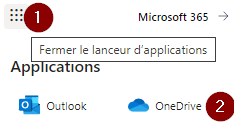 1 Microsoft 365 →
Fermer le lanceur d'applications
Applications
Outlook OneDrive 2